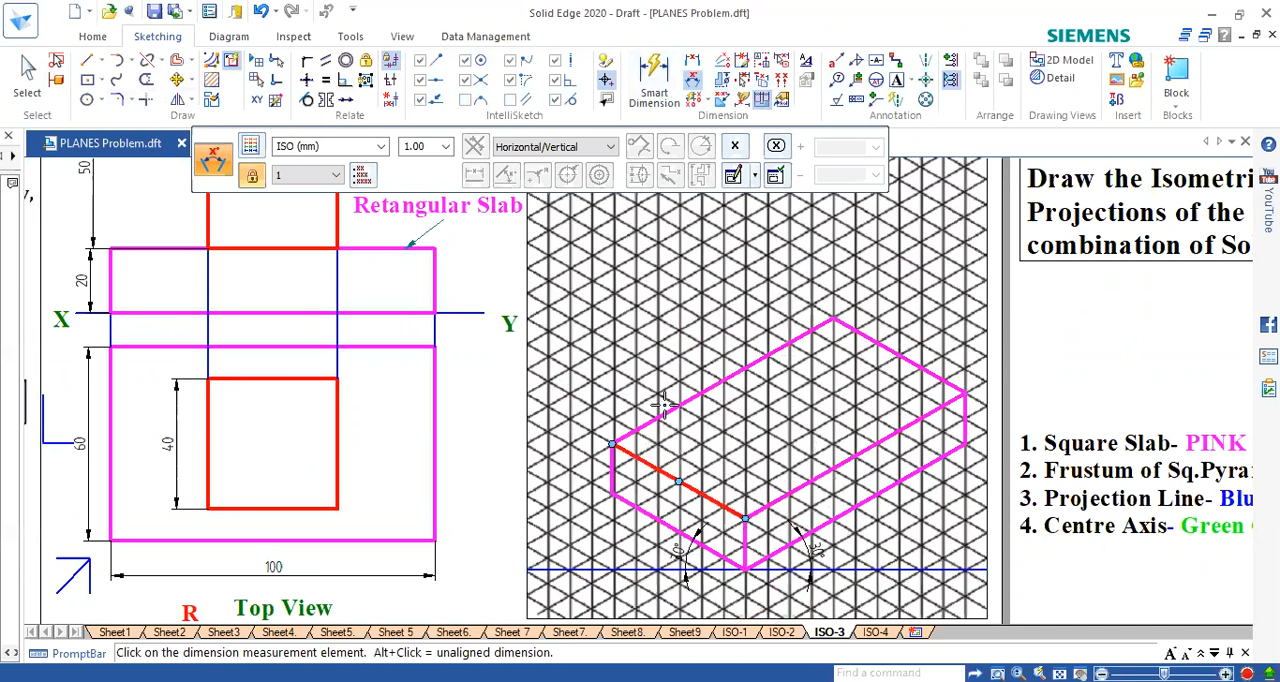 Solid Edge 2020 - Draft - [PLANES Problem.dft]
Home Sketching Diagram Inspect Tools View Data Management
SIEMENS
Select
Smart
Dimension
A
2D Model
Detail
Block
Select Draw Relate IntelliSketch Dimension Annotation Arrange Drawing Views Insert Blocks
PLANES Problem.dft
ISO (mm) 1.00 Horizontal/Vertical
1
YouTube
50
Retangular Slab
20
X
Y
60
40
100
R Top View
30°
Draw the Isometri
Projections of the
combination of So
1. Square Slab- PINK
2. Frustum of Sq.Pyra
3. Projection Line- Blu
4. Centre Axis- Green
Sheet1 Sheet2 Sheet3 Sheet4. Sheet5. Sheet 5 Sheet6. Sheet 7 Sheet7. Sheet8. Sheet9 ISO-1 ISO-2 ISO-3 ISO-4
PromptBar Click on the dimension measurement element. Alt+Click = unaligned dimension.
Find a command